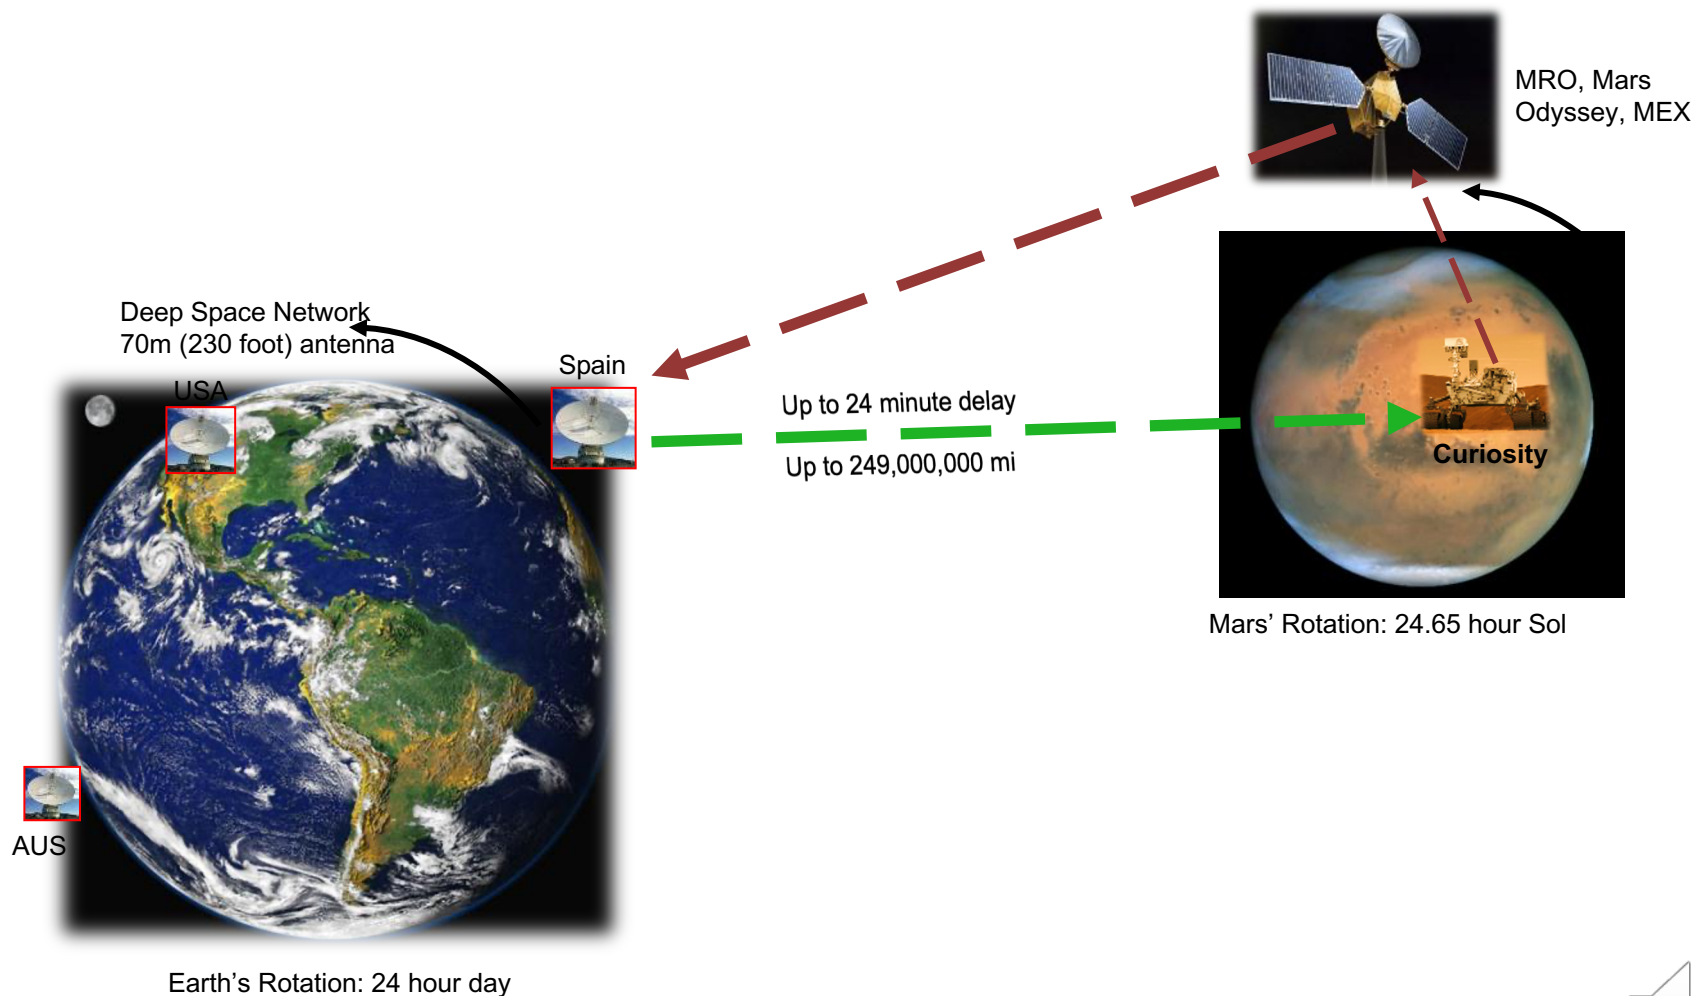 MRO, Mars
Odyssey, MEX
Deep Space Network
70m (230 foot) antenna
USA
Spain
Up to 24 minute delay
Up to 249,000,000 mi
Curiosity
Mars’ Rotation: 24.65 hour Sol
AUS
Earth’s Rotation: 24 hour day